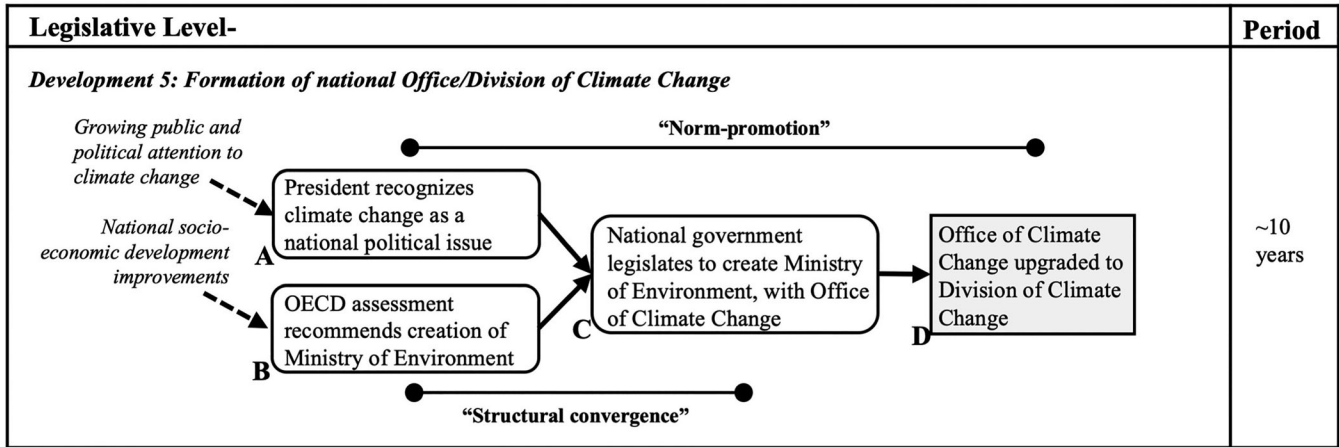 Legislative Level-
Period
Development 5: Formation of national Office/Division of Climate Change
Growing public and
political attention to
climate change
“Norm-promotion”
President recognizes
climate change as a
national political issue
A
National socio-
economic development
improvements
OECD assessment
recommends creation of
Ministry of Environment
B
National government
legislates to create Ministry
of Environment, with Office
of Climate Change
C
Office of Climate
Change upgraded to
Division of Climate
Change
D
“Structural convergence”
~10
years